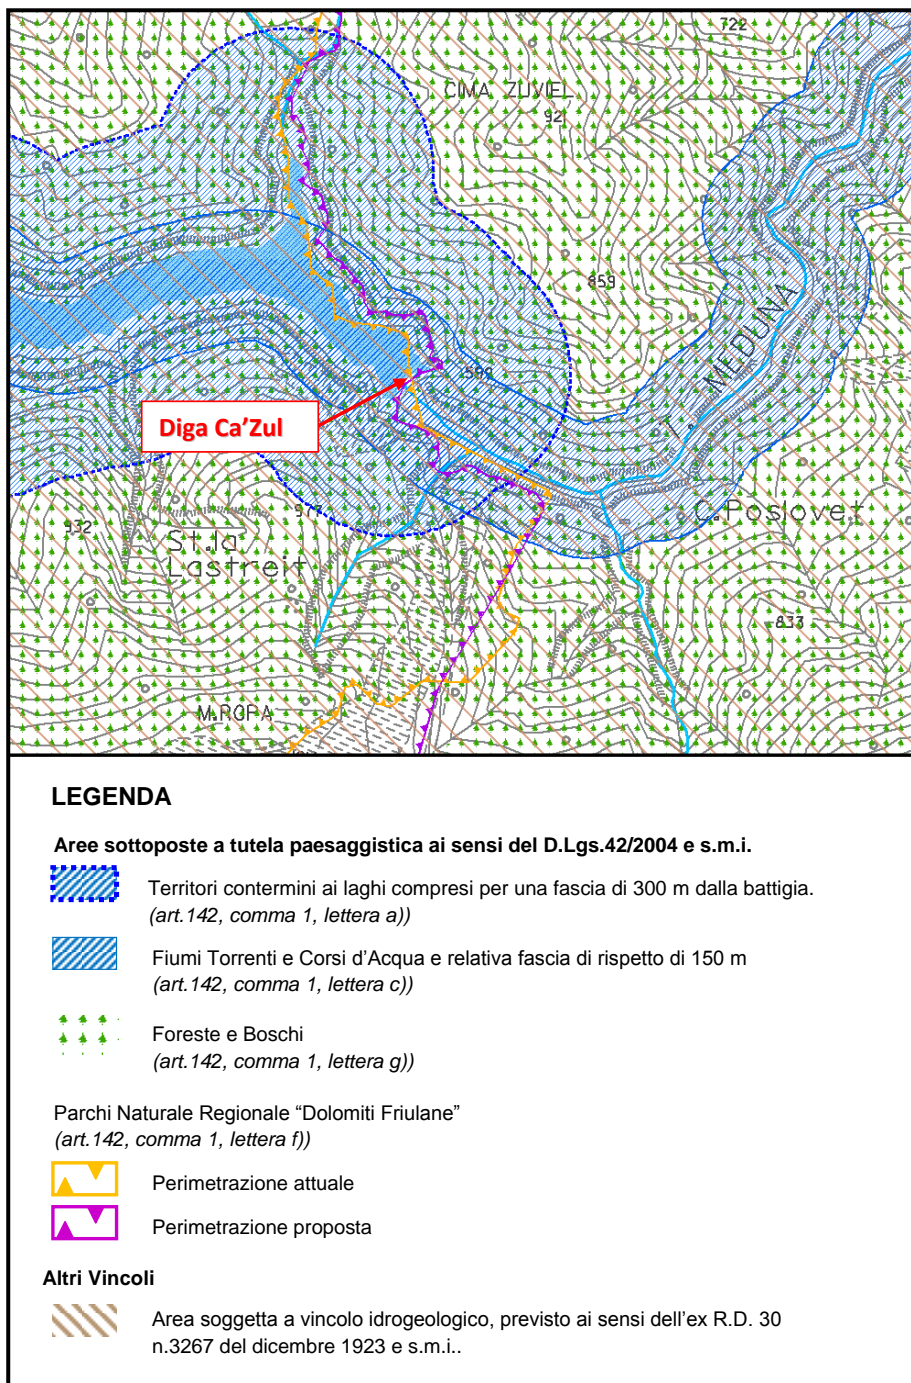 722
CIMA ZUVIEL
92
859
599
T. MEDUNA
Diga Ca'Zul
C. Poslovet
932
St.la
Lastreit
833
M.ROPA
LEGENDA
Aree sottoposte a tutela paesaggistica ai sensi del D.Lgs.42/2004 e s.m.i.
Territori contermini ai laghi compresi per una fascia di 300 m dalla battigia.
(art.142, comma 1, lettera a))
Fiumi Torrenti e Corsi d'Acqua e relativa fascia di rispetto di 150 m
(art.142, comma 1, lettera c))
Foreste e Boschi
(art.142, comma 1, lettera g))
Parchi Naturale Regionale "Dolomiti Friulane"
(art.142, comma 1, lettera f))
Perimetrazione attuale
Perimetrazione proposta
Altri Vincoli
Area soggetta a vincolo idrogeologico, previsto ai sensi dell'ex R.D. 30
n.3267 del dicembre 1923 e s.m.i..